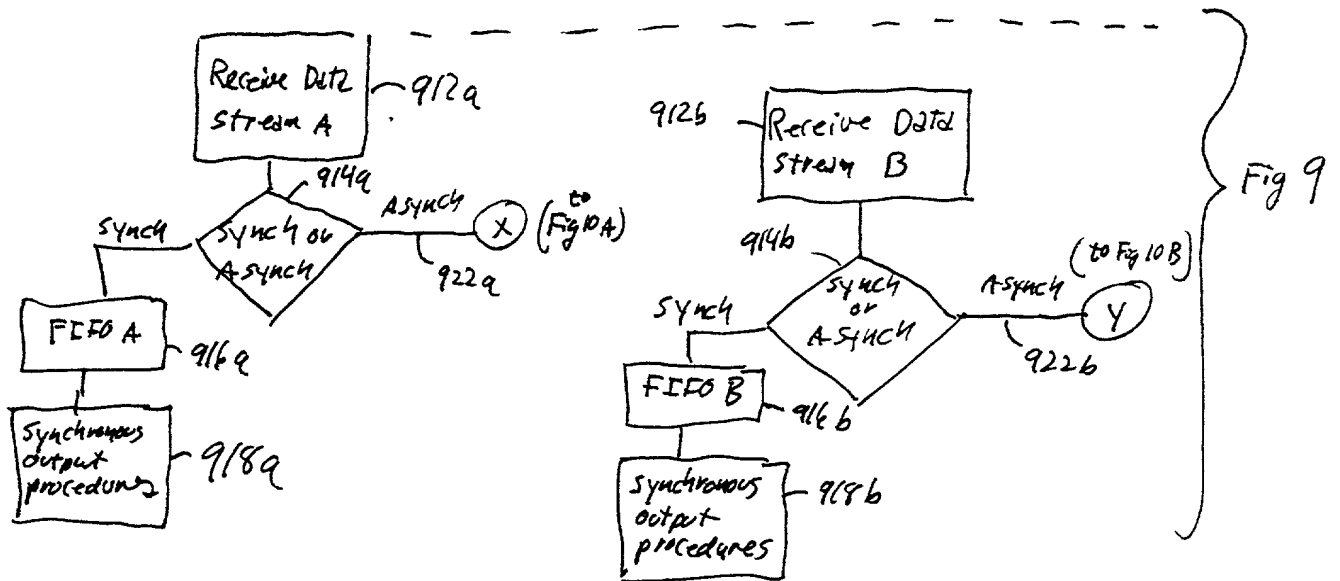 Receive Data
stream A
912a
914a
Synch or
Asynch
Synch
Asynch
922a
X
(to
Fig 10 A)
FIFO A
916a
Synchronous
output
procedures
918a
912b
Receive Data
stream B
914b
Synch
or
Asynch
Synch
Asynch
922b
(to Fig 10 B)
Y
FIFO B
916b
Synchronous
output
procedures
918b
Fig 9